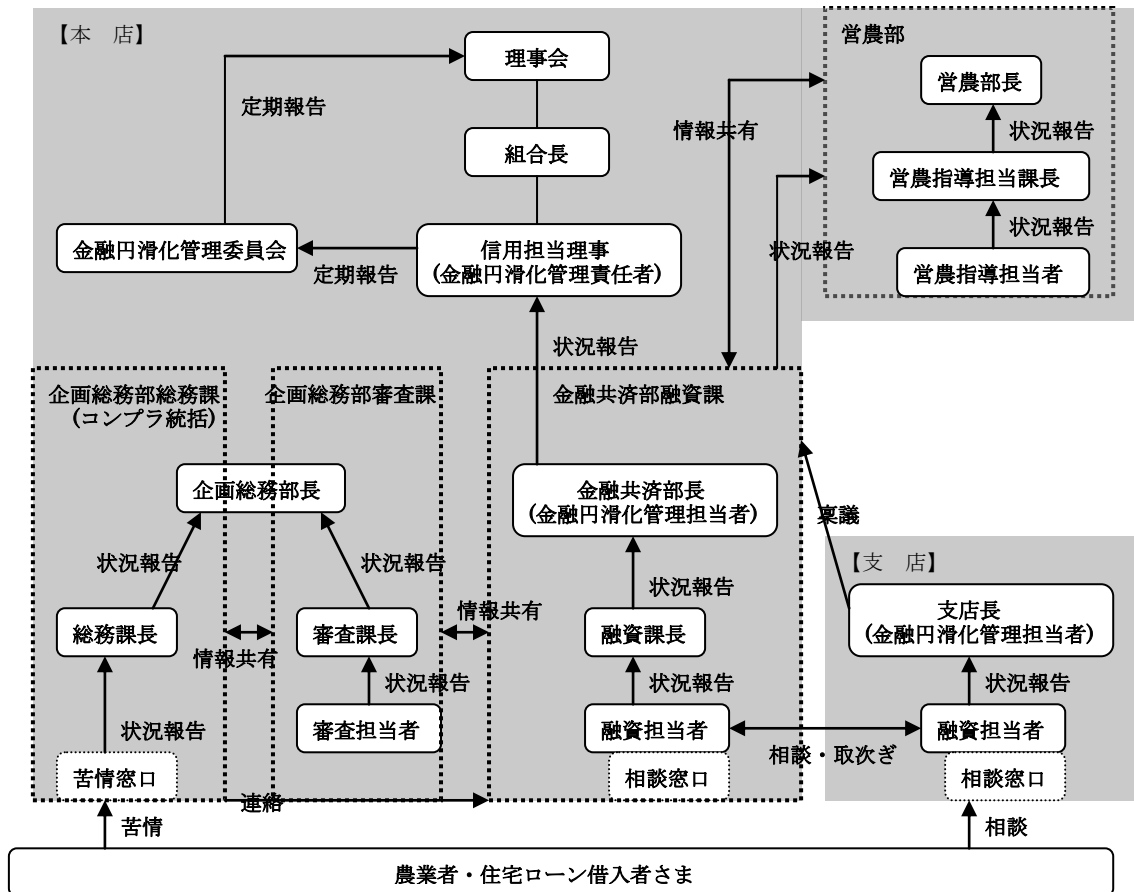 【本　店】
理事会
定期報告
組合長
金融円滑化管理委員会
定期報告
信用担当理事
(金融円滑化管理責任者)
情報共有
状況報告
営農部
営農部長
状況報告
営農指導担当課長
状況報告
営農指導担当者
状況報告
企画総務部総務課
(コンプラ統括)
企画総務部審査課
金融共済部融資課
企画総務部長
状況報告
状況報告
総務課長
情報共有
審査課長
情報共有
状況報告
状況報告
審査担当者
苦情窓口
連絡
金融共済部長
(金融円滑化管理担当者)
状況報告
融資課長
状況報告
融資担当者
相談窓口
稟議
相談・取次ぎ
【支　店】
支店長
(金融円滑化管理担当者)
状況報告
融資担当者
相談窓口
苦情
相談
農業者・住宅ローン借入者さま